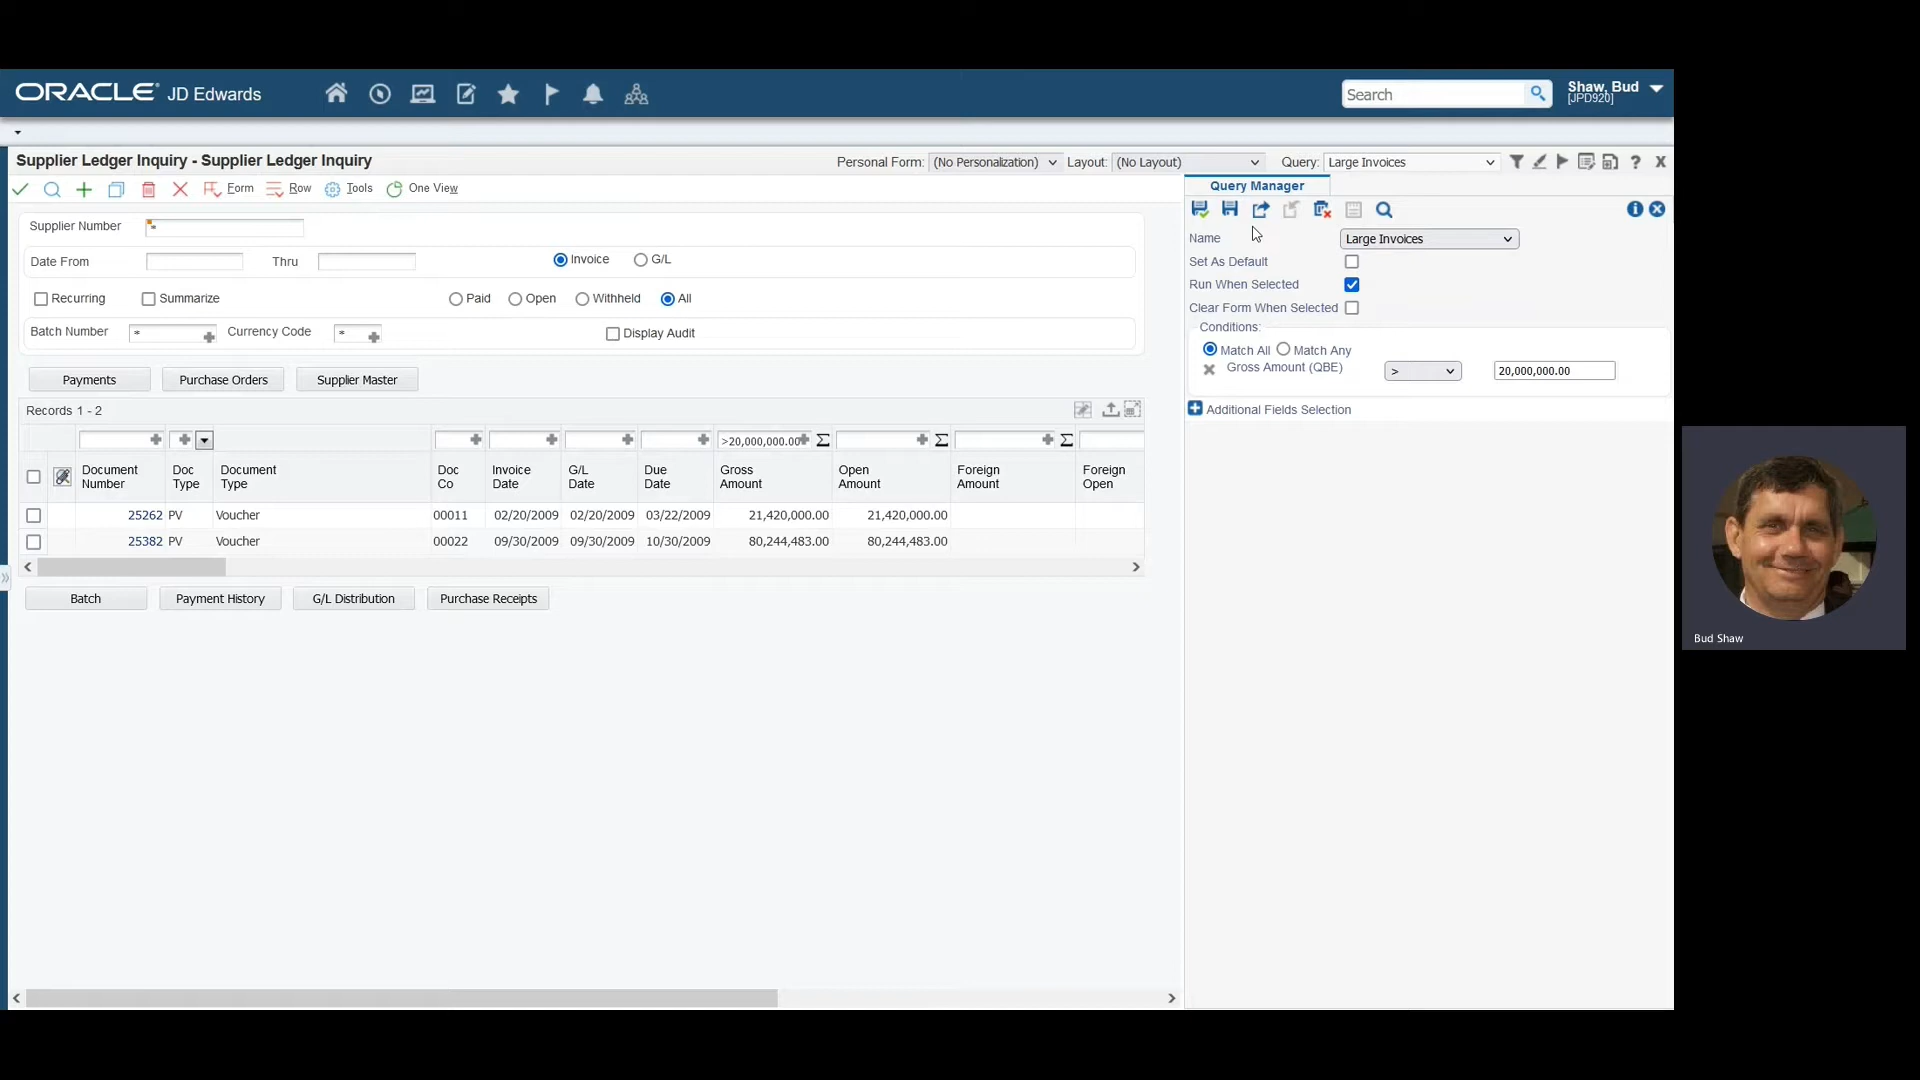 ORACLE JD Edwards
Search
Shaw, Bud
[JPD920]
Supplier Ledger Inquiry - Supplier Ledger Inquiry
Personal Form: (No Personalization) Layout: (No Layout) Query: Large Invoices
Form Row Tools One View
Query Manager
Supplier Number *
Date From Thru Invoice G/L
Recurring Summarize Paid Open Withheld All
Batch Number * Currency Code * Display Audit
Payments Purchase Orders Supplier Master
Records 1 - 2
>20,000,000.00
Document Number Doc Type Document Type Doc Co Invoice Date G/L Date Due Date Gross Amount Open Amount Foreign Amount Foreign Open
25262 PV Voucher 00011 02/20/2009 02/20/2009 03/22/2009 21,420,000.00 21,420,000.00
25382 PV Voucher 00022 09/30/2009 09/30/2009 10/30/2009 80,244,483.00 80,244,483.00
Batch Payment History G/L Distribution Purchase Receipts
Name Large Invoices
Set As Default
Run When Selected
Clear Form When Selected
Conditions:
Match All Match Any
Gross Amount (QBE) > 20,000,000.00
Additional Fields Selection
Bud Shaw